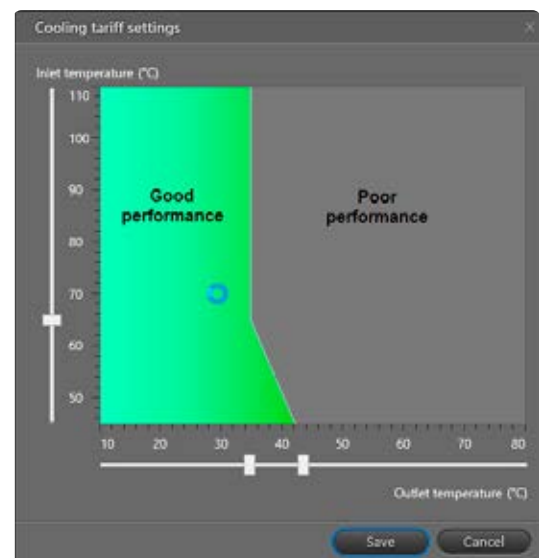 Cooling tariff settings
Inlet temperature (°C)
110
100
90
80
70
60
50
Good
performance
Poor
performance
10 20 30 40 50 60 70 80
Outlet temperature (°C)
Save Cancel